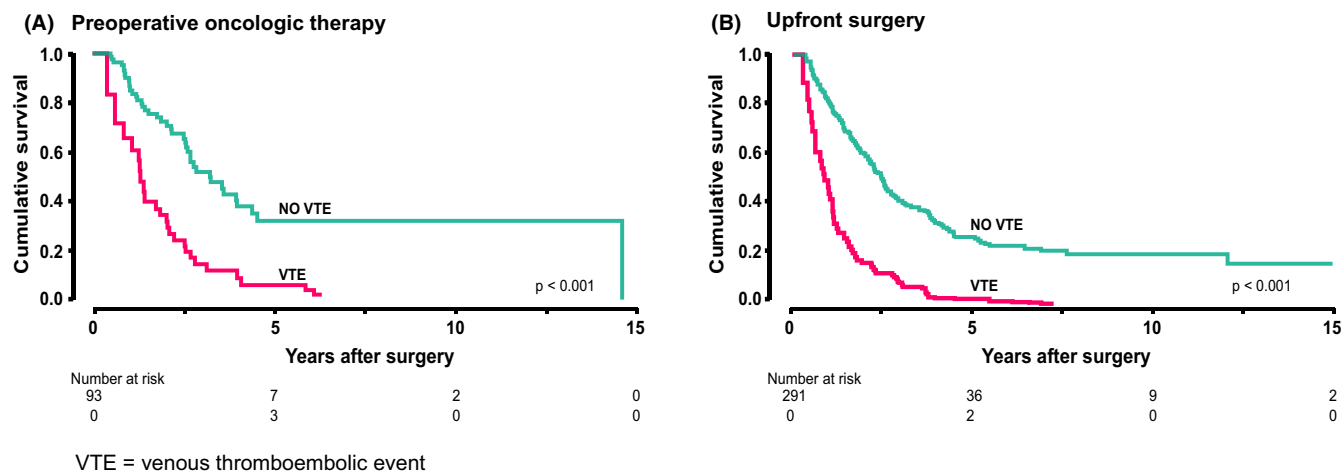 (A) Preoperative oncologic therapy
Cumulative survival
1.0
0.8
0.6
0.4
0.2
0.0
NO VTE
VTE
p < 0.001
0 5 10 15
Years after surgery
Number at risk
93 7 2 0
0 3 0 0
(B) Upfront surgery
Cumulative survival
1.0
0.8
0.6
0.4
0.2
0.0
NO VTE
VTE
p < 0.001
0 5 10 15
Years after surgery
Number at risk
291 36 9 2
0 2 0 0
VTE = venous thromboembolic event